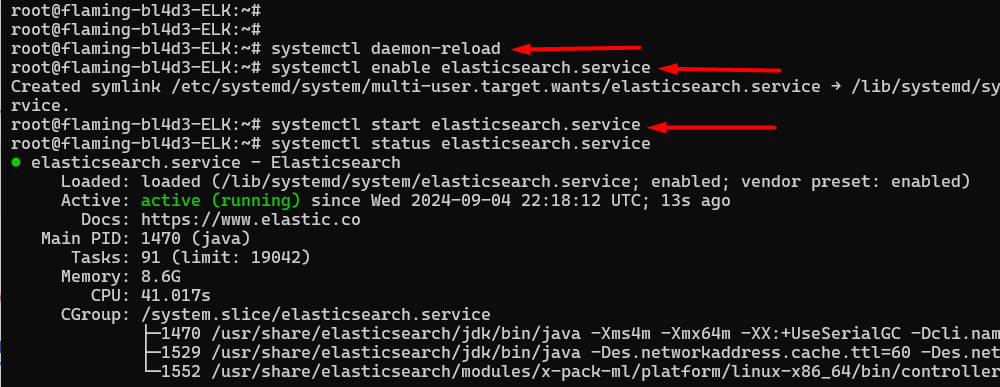 root@flaming-bl4d3-ELK:~#
root@flaming-bl4d3-ELK:~#
root@flaming-bl4d3-ELK:~# systemctl daemon-reload
root@flaming-bl4d3-ELK:~# systemctl enable elasticsearch.service
Created symlink /etc/systemd/system/multi-user.target.wants/elasticsearch.service → /lib/systemd/sy
rvice.
root@flaming-bl4d3-ELK:~# systemctl start elasticsearch.service
root@flaming-bl4d3-ELK:~# systemctl status elasticsearch.service
● elasticsearch.service - Elasticsearch
     Loaded: loaded (/lib/systemd/system/elasticsearch.service; enabled; vendor preset: enabled)
     Active: active (running) since Wed 2024-09-04 22:18:12 UTC; 13s ago
       Docs: https://www.elastic.co
   Main PID: 1470 (java)
      Tasks: 91 (limit: 19042)
     Memory: 8.6G
        CPU: 41.017s
     CGroup: /system.slice/elasticsearch.service
             ├─1470 /usr/share/elasticsearch/jdk/bin/java -Xms4m -Xmx64m -XX:+UseSerialGC -Dcli.nam
             ├─1529 /usr/share/elasticsearch/jdk/bin/java -Des.networkaddress.cache.ttl=60 -Des.net
             └─1552 /usr/share/elasticsearch/modules/x-pack-ml/platform/linux-x86_64/bin/controller